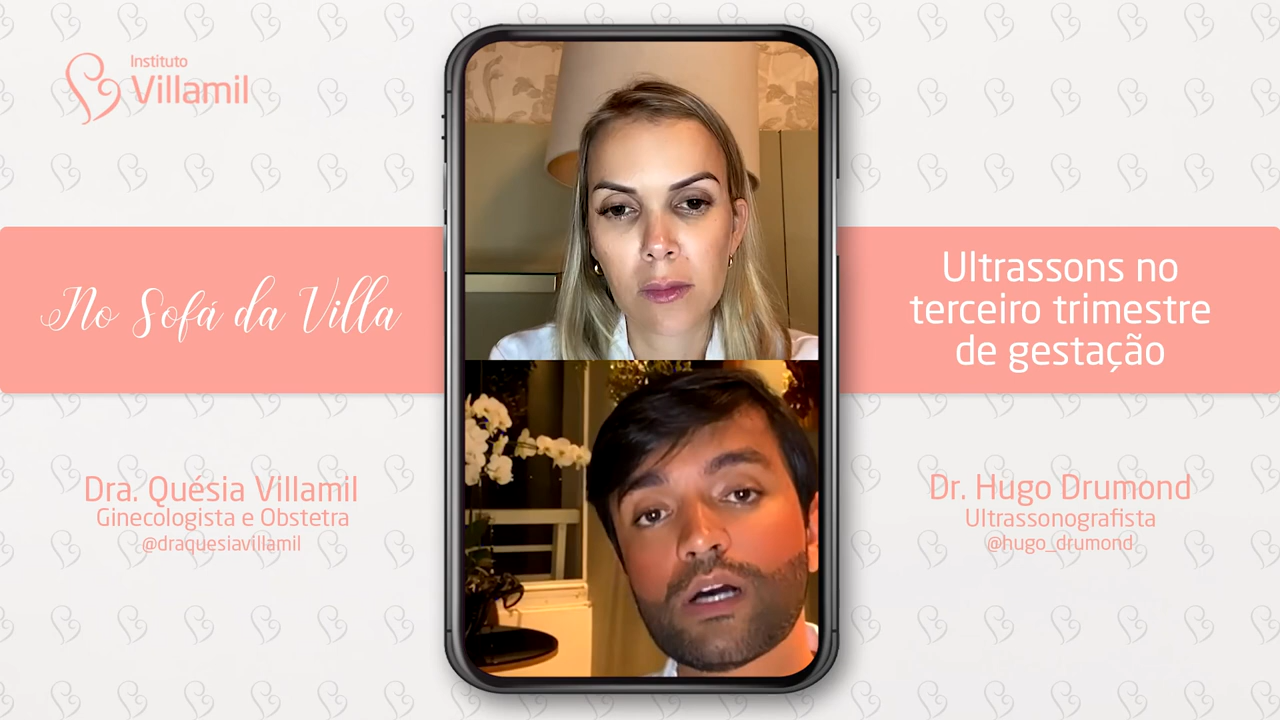 Instituto
Villamil
No Sofá da Villa
Ultrassons no
terceiro trimestre
de gestação
Dra. Quésia Villamil
Ginecologista e Obstetra
@draquesiavillamil
Dr. Hugo Drumond
Ultrassonografista
@hugo_drumond